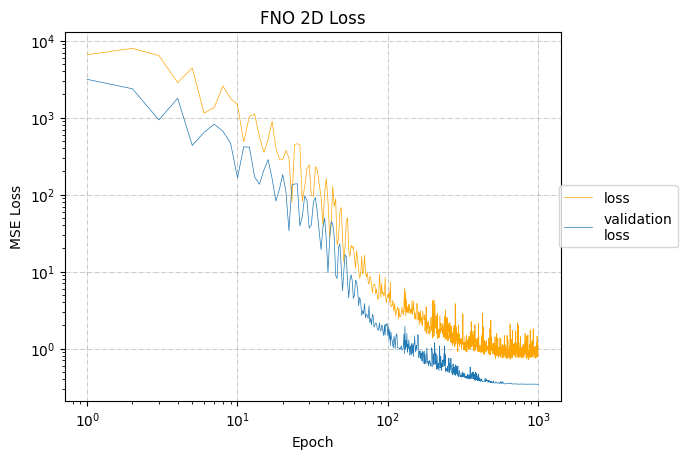 FNO 2D Loss
10⁴
10³
10²
10¹
10⁰
MSE Loss
loss
validation
loss
10⁰
10¹
10²
10³
Epoch